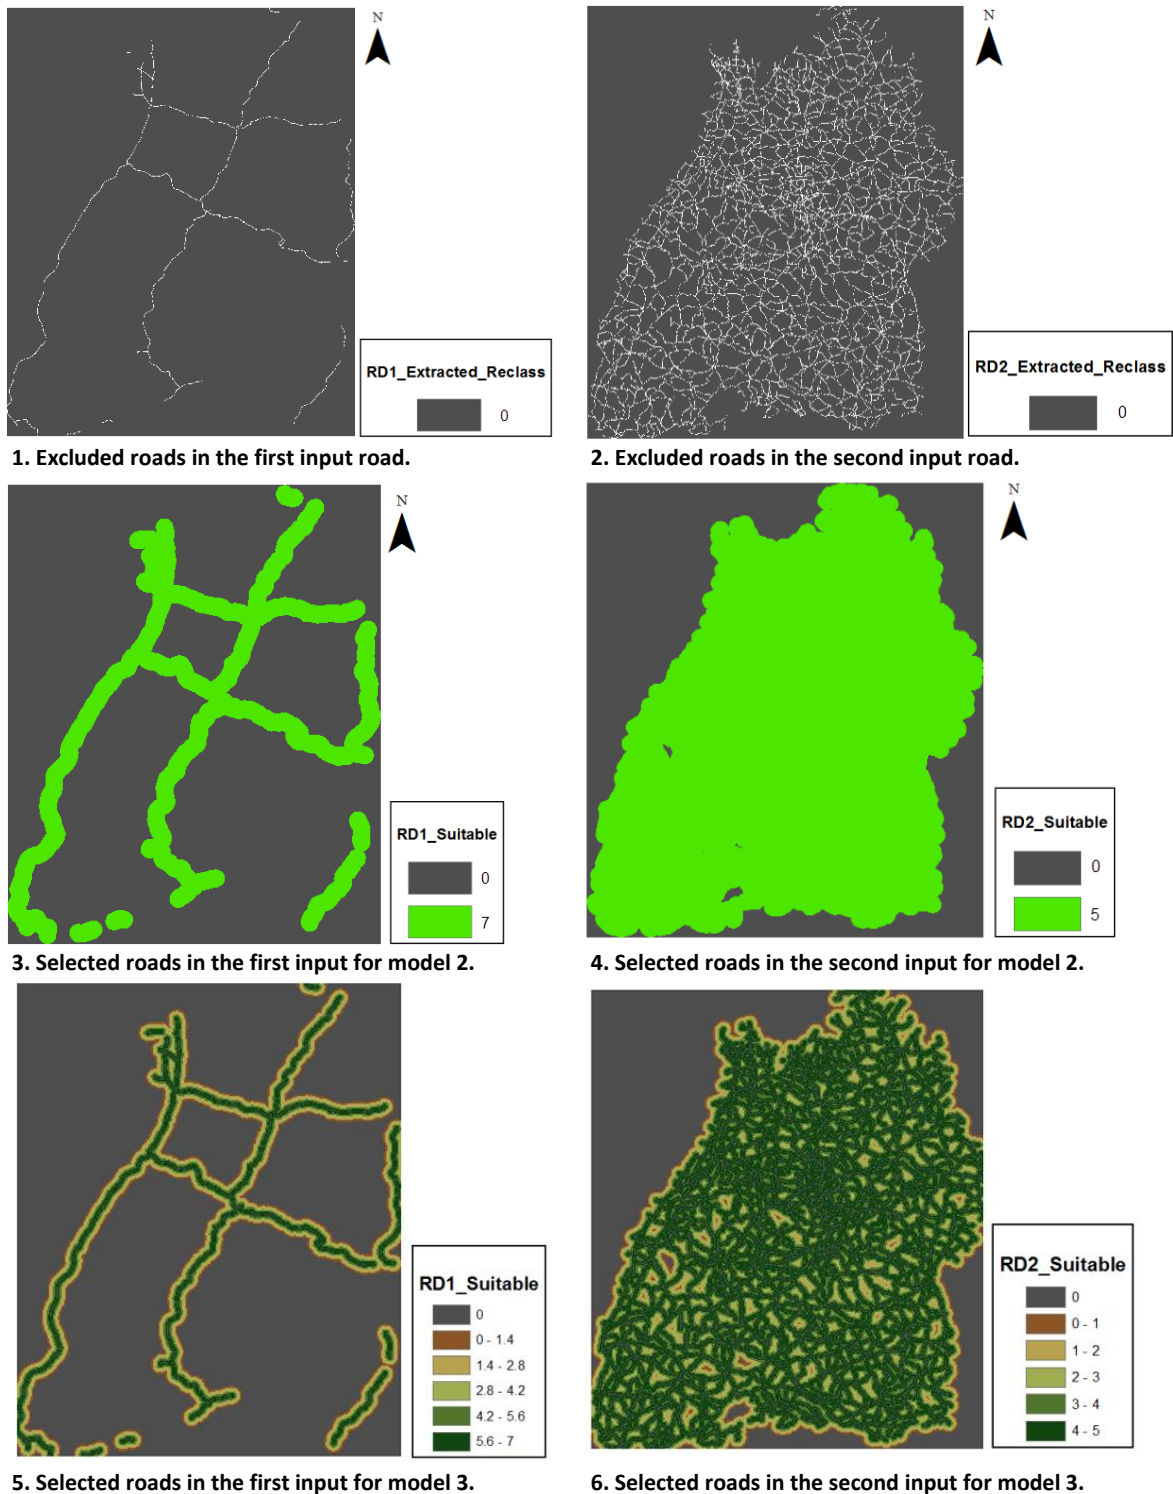 N
RD1_Extracted_Reclass
0
1. Excluded roads in the first input road.
N
RD2_Extracted_Reclass
0
2. Excluded roads in the second input road.
N
RD1_Suitable
0
7
3. Selected roads in the first input for model 2.
N
RD2_Suitable
0
5
4. Selected roads in the second input for model 2.
RD1_Suitable
0
0 - 1.4
1.4 - 2.8
2.8 - 4.2
4.2 - 5.6
5.6 - 7
5. Selected roads in the first input for model 3.
RD2_Suitable
0
0 - 1
1 - 2
2 - 3
3 - 4
4 - 5
6. Selected roads in the second input for model 3.